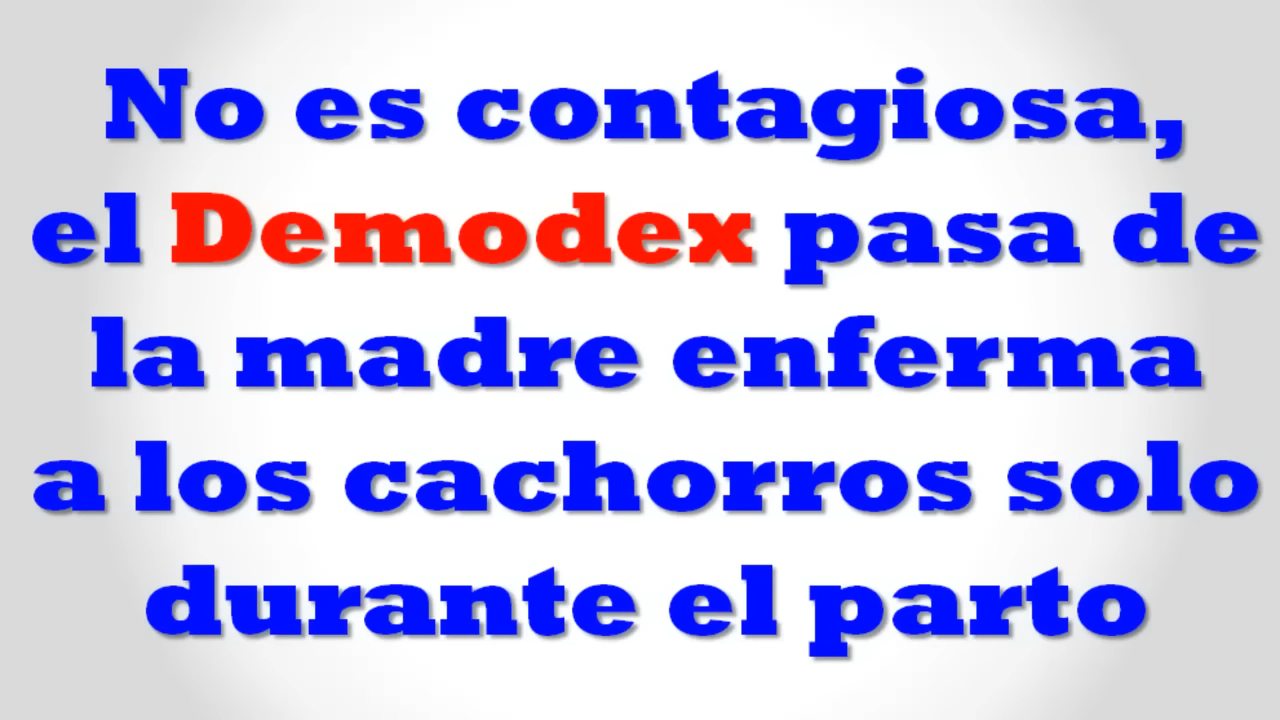 No es contagiosa,
el Demodex pasa de
la madre enferma
a los cachorros solo
durante el parto